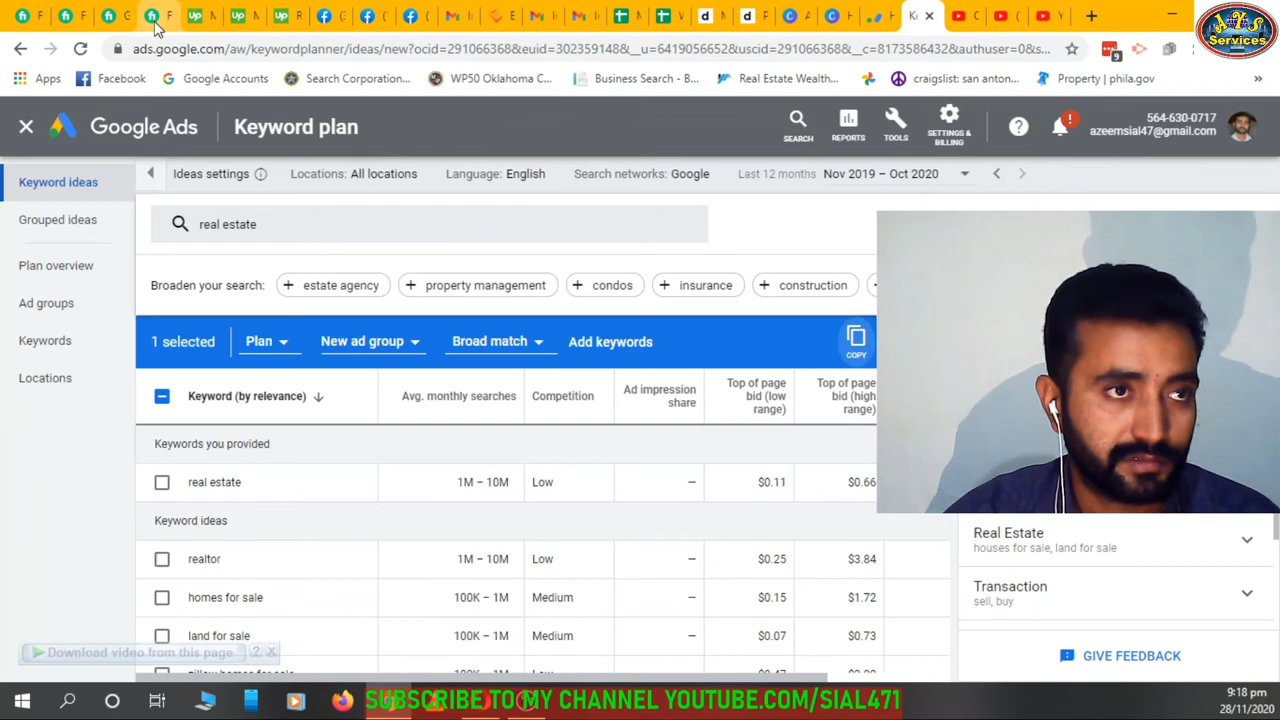 F F G F M M N
ads.google.com/aw/keywordplanner/ideas/new?ocid=291066368&euid=302359148&__u=6419056652&uscid=291066368&__c=8173586432&authuser=0&s...
9
AYS
Services
Apps Facebook Google Accounts Search Corporation... WP50 Oklahoma C... Business Search - B... Real Estate Wealth... craigslist: san anton... Property | phila.gov »
Google Ads Keyword plan
SEARCH REPORTS TOOLS SETTINGS & BILLING
564-630-0717
azeemsial47@gmail.com
Keyword ideas
Grouped ideas
Plan overview
Ad groups
Keywords
Locations
Ideas settings Locations: All locations Language: English Search networks: Google Last 12 months Nov 2019 – Oct 2020
real estate
Broaden your search: + estate agency + property management + condos + insurance + construction +
1 selected Plan New ad group Broad match Add keywords COPY
Keyword (by relevance) Avg. monthly searches Competition Ad impression share Top of page bid (low range) Top of page bid (high range)
Keywords you provided
real estate 1M – 10M Low – $0.11 $0.66
Keyword ideas
realtor 1M – 10M Low – $0.25 $3.84
homes for sale 100K – 1M Medium – $0.15 $1.72
land for sale 100K – 1M Medium – $0.07 $0.73
Real Estate
houses for sale, land for sale
Transaction
sell, buy
GIVE FEEDBACK
Download video from this page ? X
SUBSCRIBE TO MY CHANNEL YOUTUBE.COM/SIAL471
9:18 pm
28/11/2020